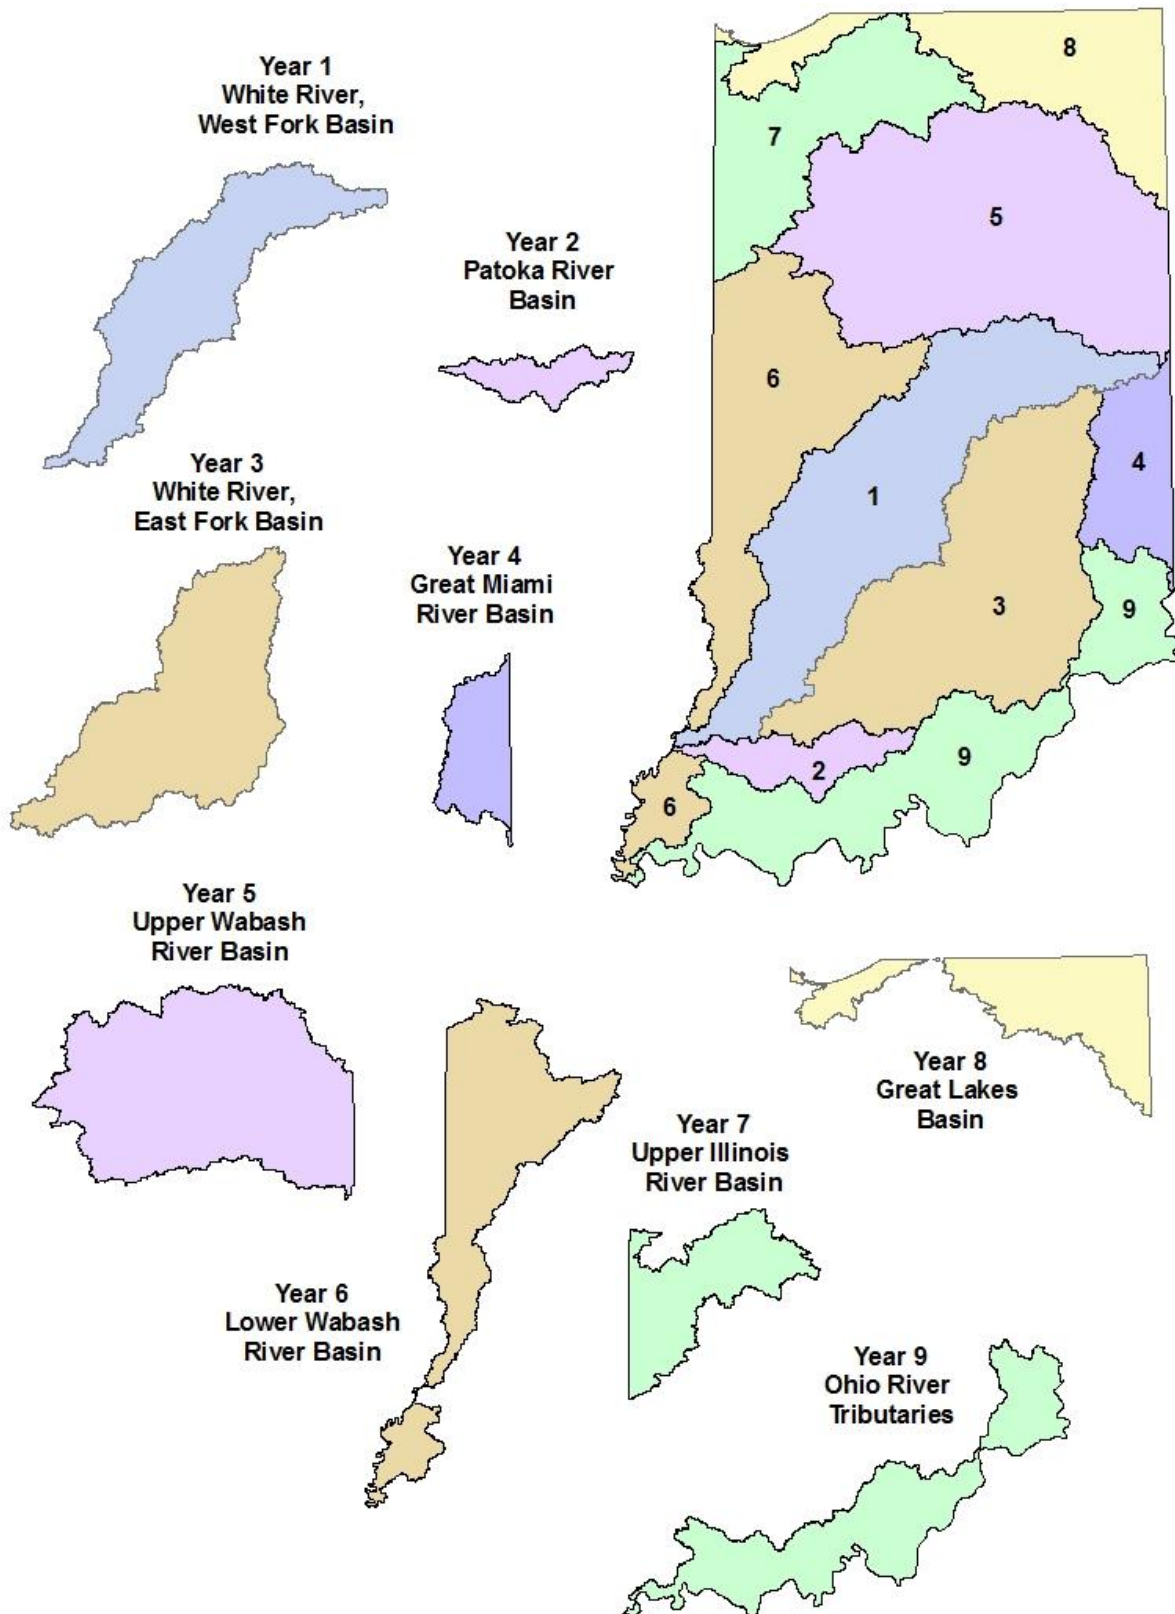 Year 1
White River,
West Fork Basin
Year 2
Patoka River
Basin
Year 3
White River,
East Fork Basin
Year 4
Great Miami
River Basin
8
7
5
6
1
4
3
9
2
9
6
Year 5
Upper Wabash
River Basin
Year 6
Lower Wabash
River Basin
Year 8
Great Lakes
Basin
Year 7
Upper Illinois
River Basin
Year 9
Ohio River
Tributaries